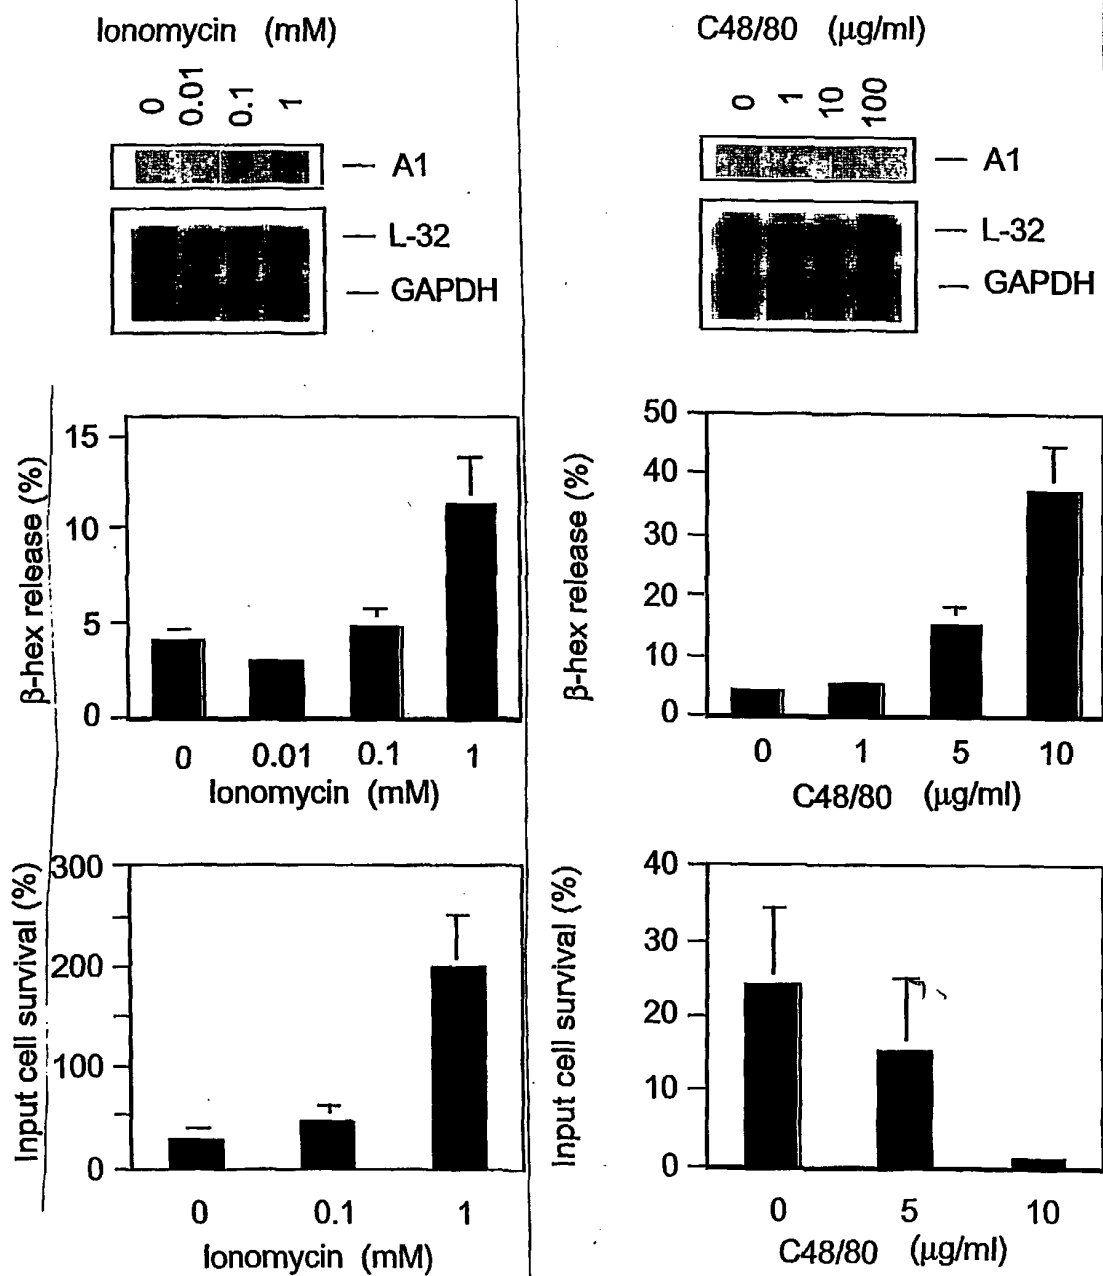 Ionomycin (mM)
0 0.01 0.1 1
A1
L-32
GAPDH
β-hex release (%)
15
10
5
0
0 0.01 0.1 1
Ionomycin (mM)
Input cell survival (%)
300
200
100
0
0 0.1 1
Ionomycin (mM)
C48/80 (μg/ml)
0 1 10 100
A1
L-32
GAPDH
β-hex release (%)
50
40
30
20
10
0
0 1 5 10
C48/80 (μg/ml)
Input cell survival (%)
40
30
20
10
0
0 5 10
C48/80 (μg/ml)